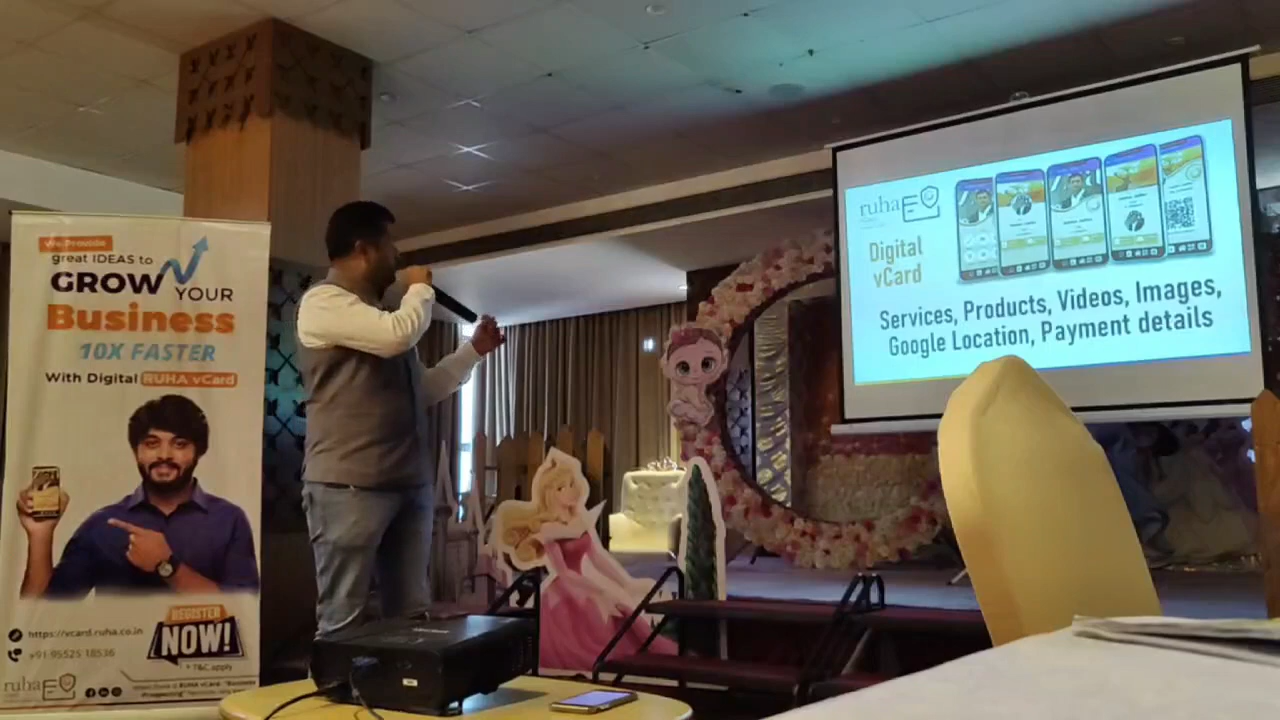 We Provide
great IDEAS to
GROW
YOUR
Business
10X FASTER
With Digital RUHA vCard
REGISTER
NOW!
* T&C apply
https://vcard.ruha.co.in
+91 95525 18536
ruha
ruha
Digital
vCard
Services, Products, Videos, Images,
Google Location, Payment details